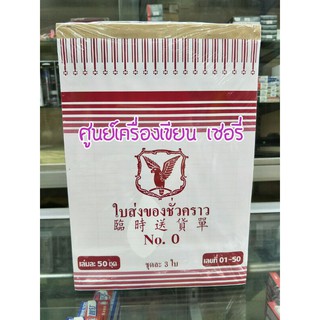 ศูนย์เครื่องเขียน เชอรี่
ใบส่งของชั่วคราว
臨時送貨單
No. 0
เล่มละ 50 ชุด
ชุดละ 3 ใบ
เลขที่ 01-50